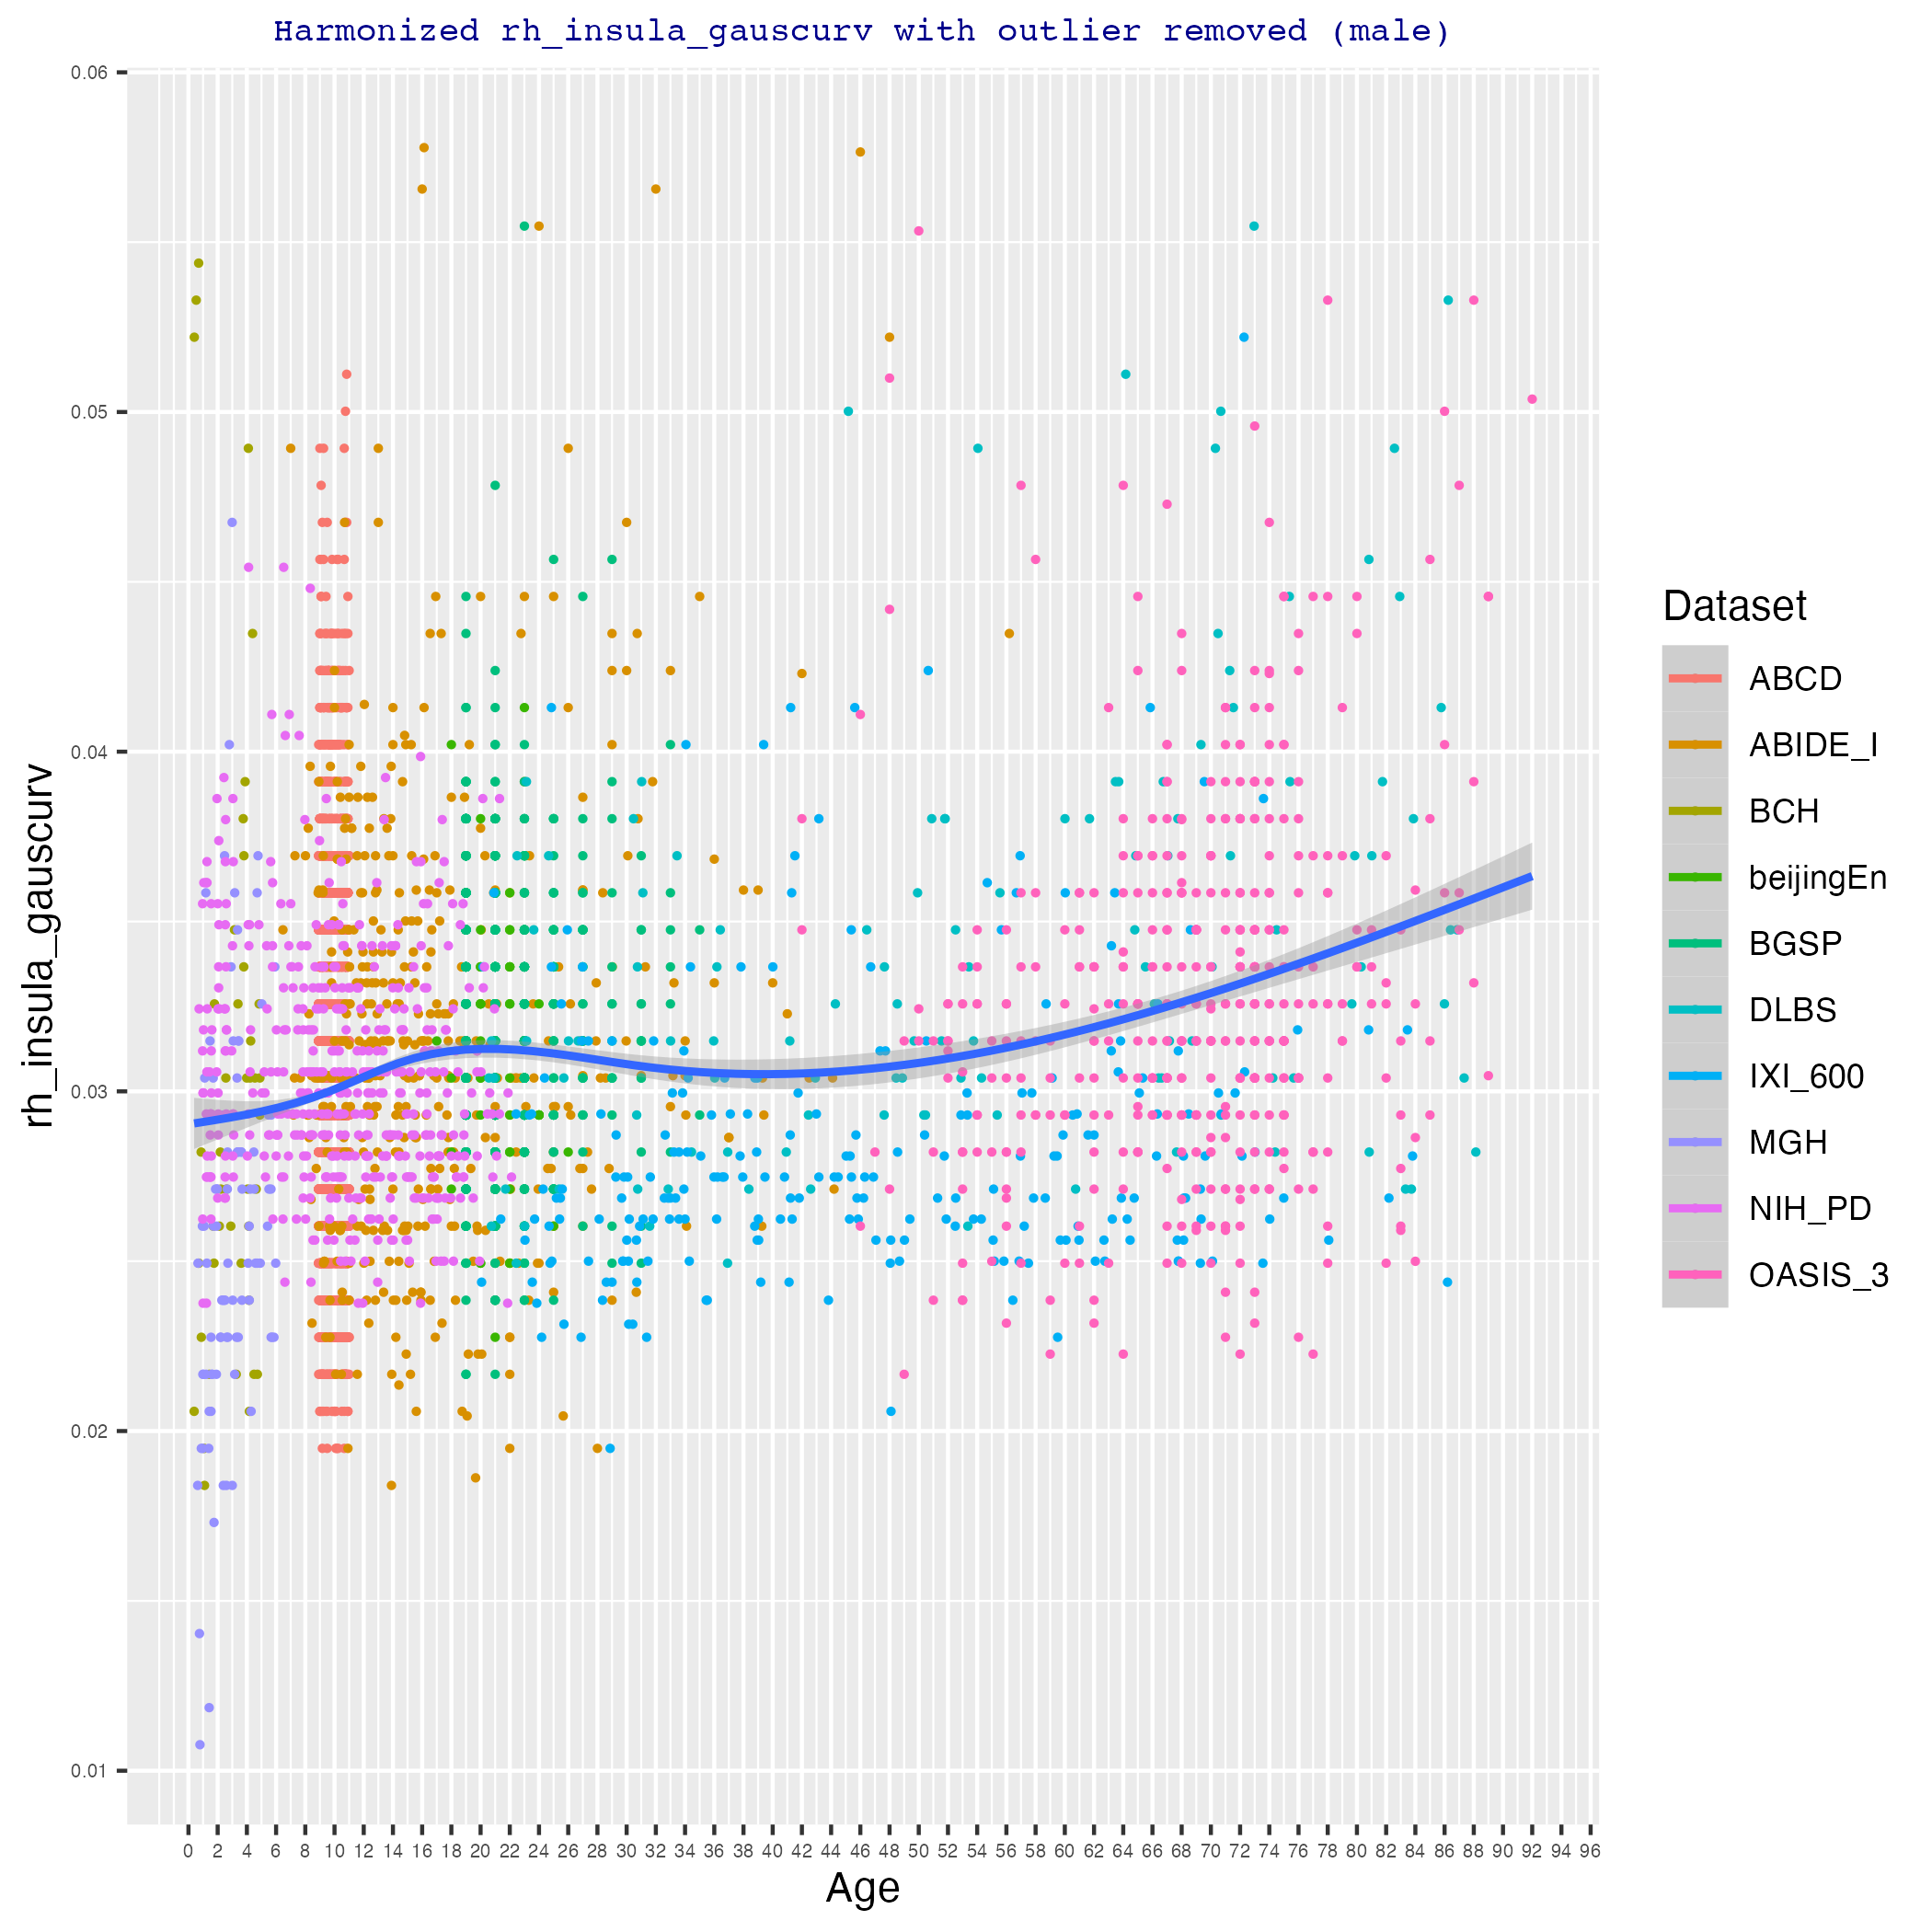 Harmonized rh_insula_gauscurv with outlier removed (male)
0.06
0.05
0.04
0.03
0.02
0.01
rh_insula_gauscurv
0 2 4 6 8 10 12 14 16 18 20 22 24 26 28 30 32 34 36 38 40 42 44 46 48 50 52 54 56 58 60 62 64 66 68 70 72 74 76 78 80 82 84 86 88 90 92 94 96
Age
Dataset
ABCD
ABIDE_I
BCH
beijingEn
BGSP
DLBS
IXI_600
MGH
NIH_PD
OASIS_3